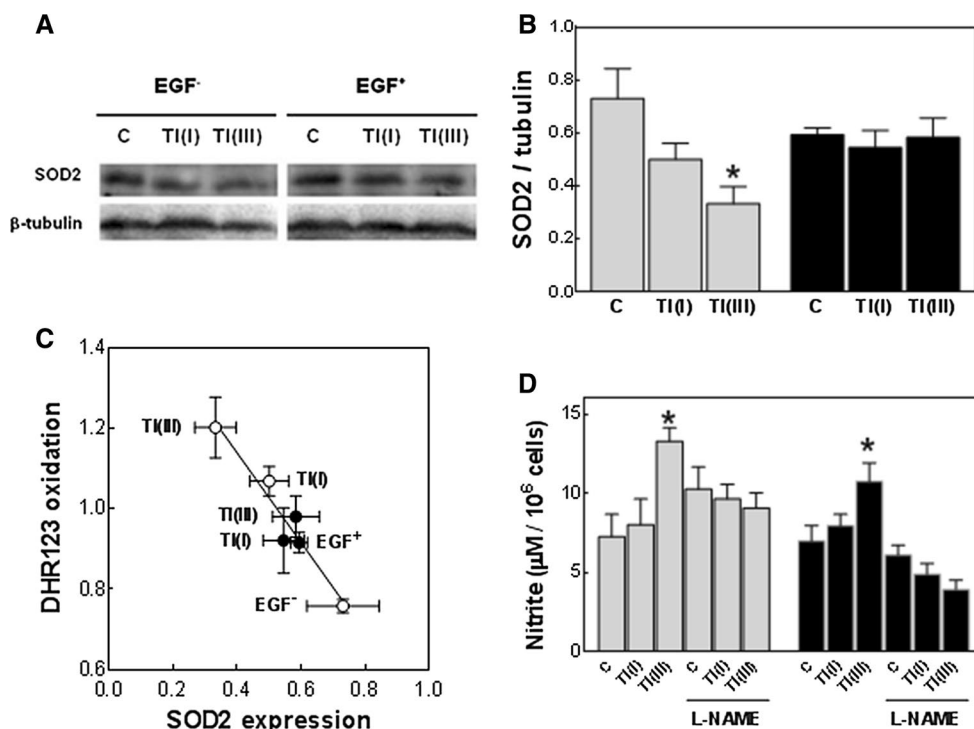 A
EGF- EGF+
C TI(I) TI(III) C TI(I) TI(III)
SOD2
β-tubulin
B
SOD2 / tubulin
1.0
0.8
0.6
0.4
0.2
0.0
*
C TI(I) TI(III) C TI(I) TI(III)
C
DHR123 oxidation
1.4
1.2
1.0
0.8
0.6
TI(III)
TI(I)
TI(III)
TI(I) EGF+
EGF-
0.0 0.2 0.4 0.6 0.8 1.0
SOD2 expression
D
Nitrite (µM / 10⁶ cells)
15
10
5
0
* *
C TI(I) TI(III) C TI(I) TI(III) C TI(I) TI(III) C TI(I) TI(III)
L-NAME L-NAME